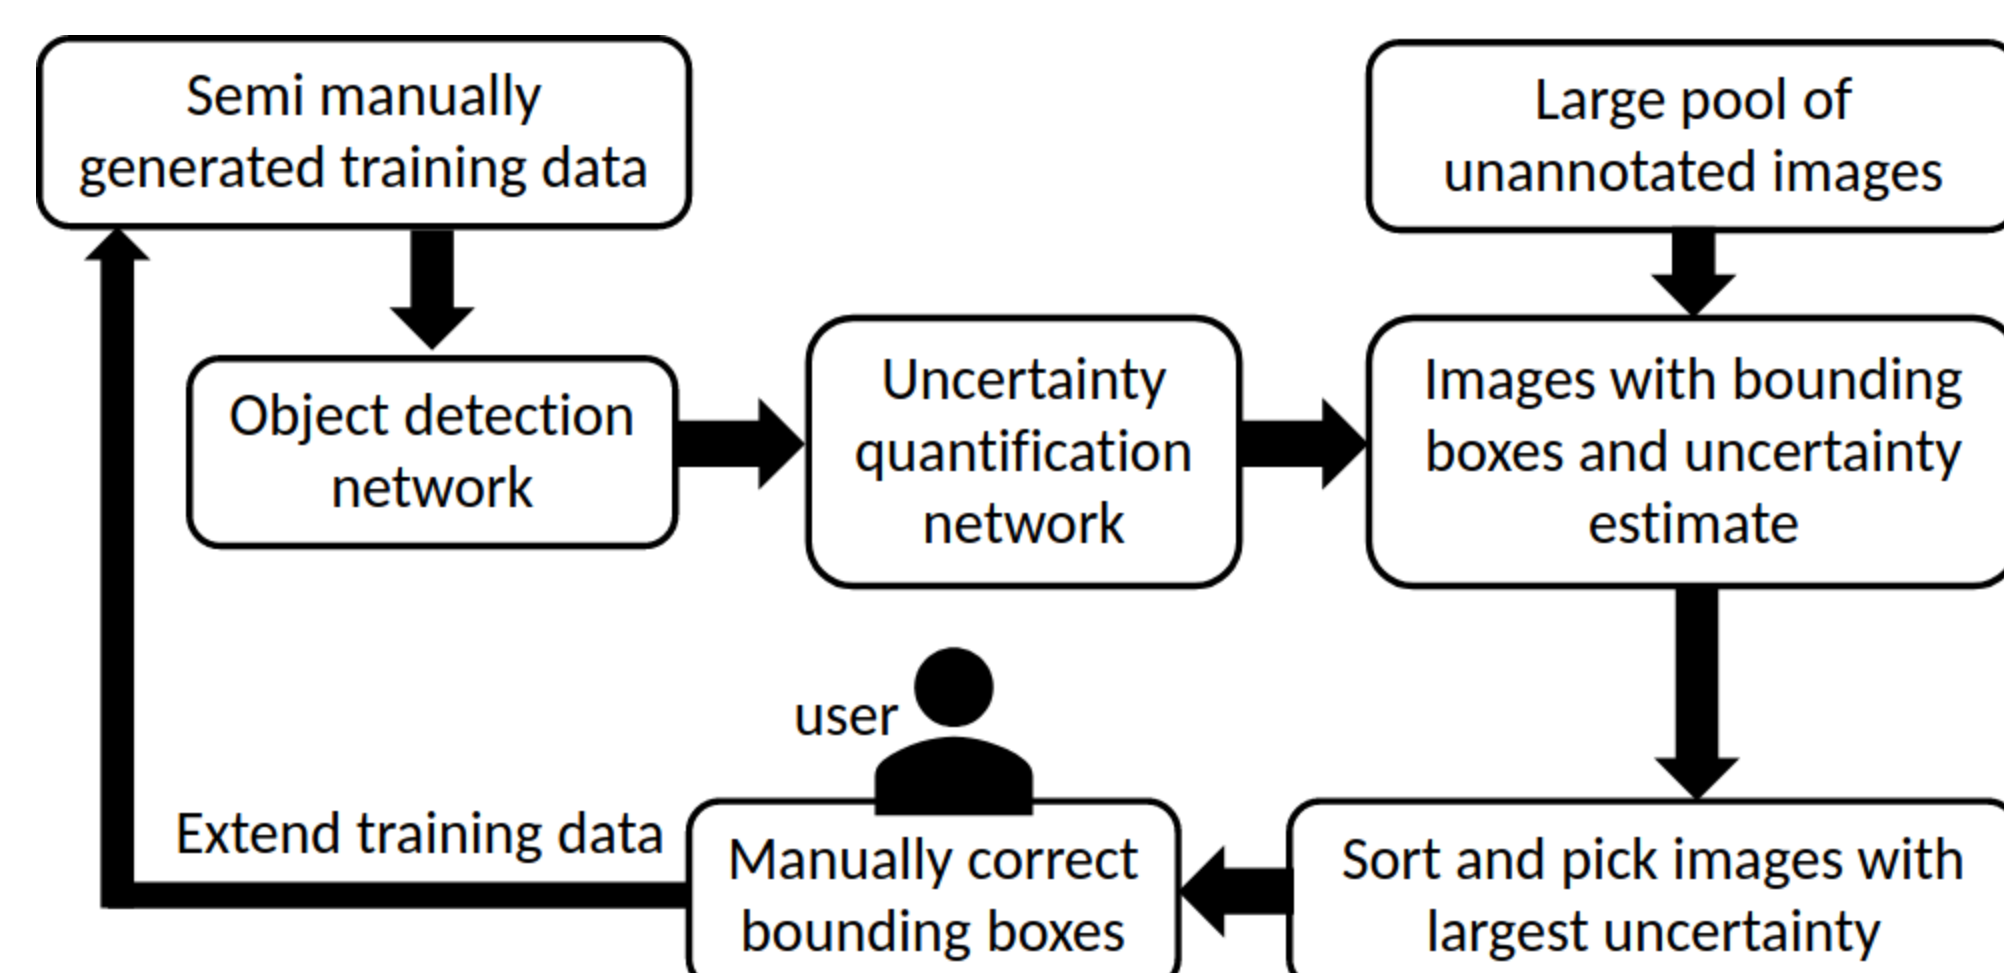 Semi manually
generated training data
Large pool of
unannotated images
Object detection
network
Uncertainty
quantification
network
Images with bounding
boxes and uncertainty
estimate
user
Extend training data
Manually correct
bounding boxes
Sort and pick images with
largest uncertainty